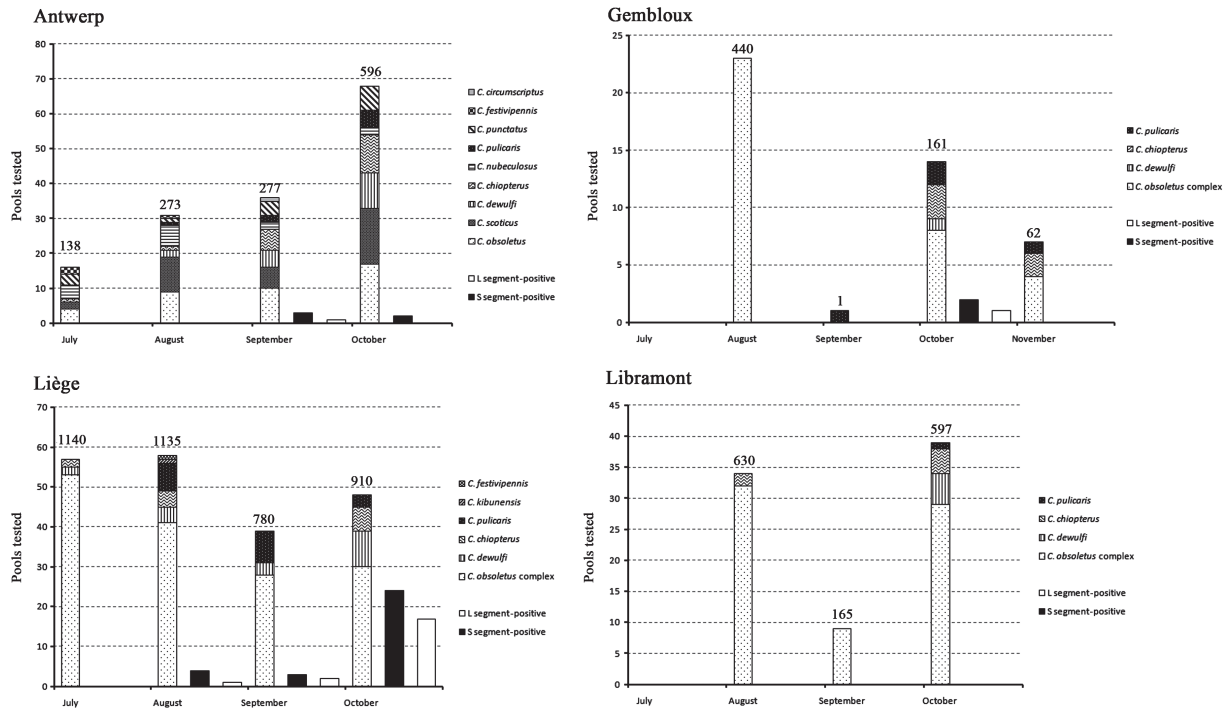 Antwerp
Pools tested
80
70
60
50
40
30
20
10
0
138
273
277
596
July
August
September
October
C. circumscriptus
C. festivipennis
C. punctatus
C. pulicaris
C. nubeculosus
C. chiopterus
C. dewulfi
C. scoticus
C. obsoletus
L segment-positive
S segment-positive
Gembloux
Pools tested
25
20
15
10
5
0
440
1
161
62
July
August
September
October
November
C. pulicaris
C. chiopterus
C. dewulfi
C. obsoletus complex
L segment-positive
S segment-positive
Liège
Pools tested
70
60
50
40
30
20
10
0
1140
1135
780
910
July
August
September
October
C. festivipennis
C. kibunensis
C. pulicaris
C. chiopterus
C. dewulfi
C. obsoletus complex
L segment-positive
S segment-positive
Libramont
Pools tested
45
40
35
30
25
20
15
10
5
0
630
165
597
July
August
September
October
C. pulicaris
C. chiopterus
C. dewulfi
C. obsoletus complex
L segment-positive
S segment-positive